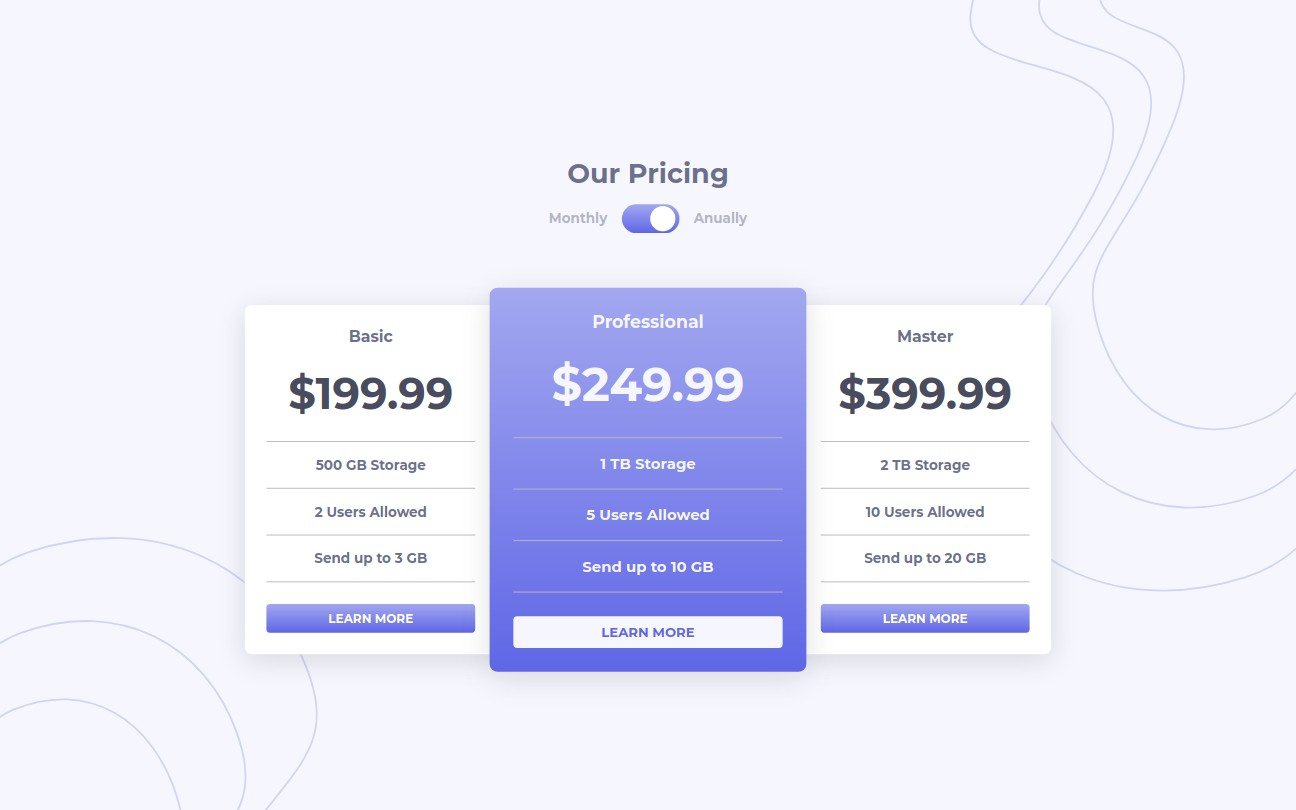 Our Pricing
Monthly
Anually
Basic
$199.99
500 GB Storage
2 Users Allowed
Send up to 3 GB
LEARN MORE
Professional
$249.99
1 TB Storage
5 Users Allowed
Send up to 10 GB
LEARN MORE
Master
$399.99
2 TB Storage
10 Users Allowed
Send up to 20 GB
LEARN MORE